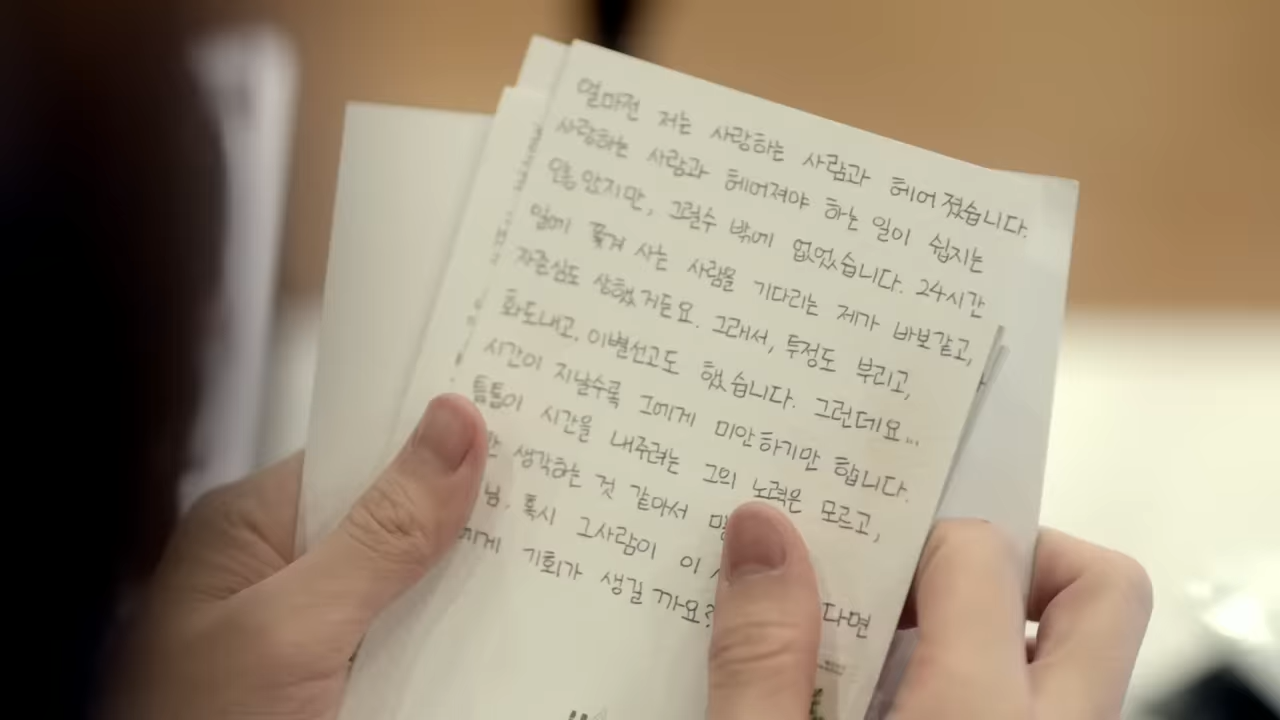 얼마전 저는 사랑하는 사람과 헤어졌습니다.
사랑하는 사람과 헤어져야 하는 일이 쉽지는
않지만, 그럴수 밖에 없었습니다. 24시간
일에 쫓겨 사는 사람을 기다리는 제가 바보같고,
자존심도 상했거든요. 그래서, 투정도 부리고,
화도내고, 이별선고도 했습니다. 그런데요...
시간이 지날수록 그에게 미안하기만 합니다.
틈틈이 시간을 내주려는 그의 노력은 모르고,
생각하는 것 같아서
혹시 그사람이 이
에게 기회가 생길까요? 다면